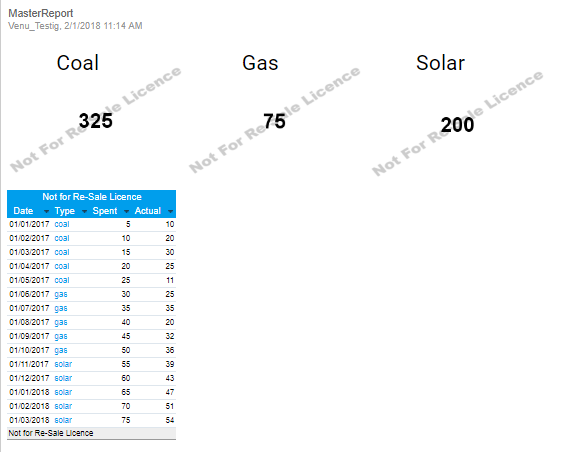 MasterReport
Venu_Testig, 2/1/2018 11:14 AM
Coal Gas Solar
Not For Re-Sale Licence Not For Re-Sale Licence Not For Re-Sale Licence
325 75 200
Not for Re-Sale Licence
Date Type Spent Actual
01/01/2017 coal 5 10
01/02/2017 coal 10 20
01/03/2017 coal 15 30
01/04/2017 coal 20 25
01/05/2017 coal 25 11
01/06/2017 gas 30 25
01/07/2017 gas 35 35
01/08/2017 gas 40 20
01/09/2017 gas 45 32
01/10/2017 gas 50 36
01/11/2017 solar 55 39
01/12/2017 solar 60 43
01/01/2018 solar 65 47
01/02/2018 solar 70 51
01/03/2018 solar 75 54
Not for Re-Sale Licence